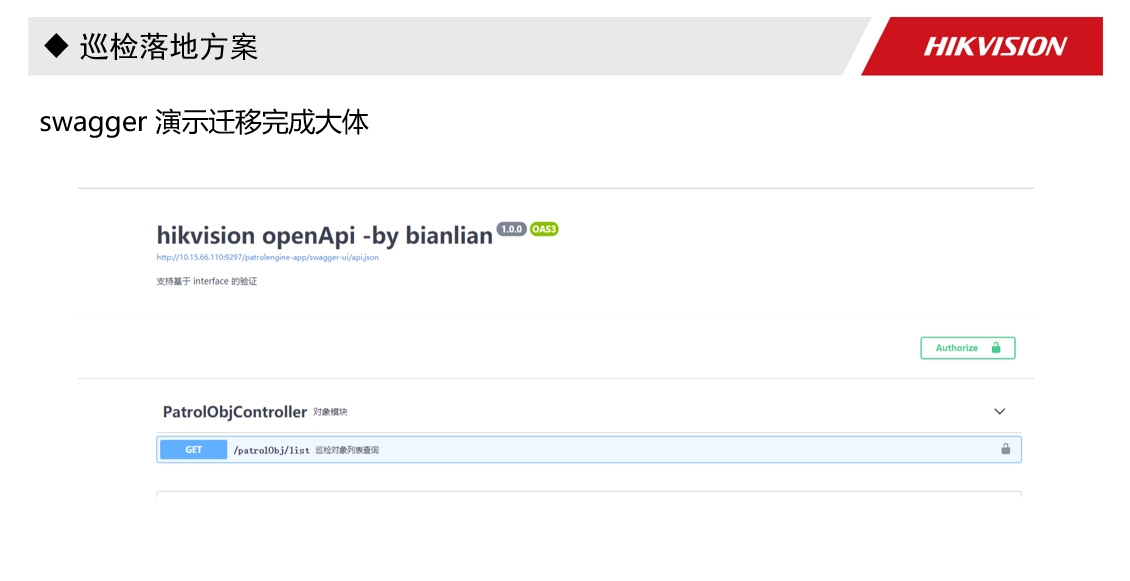 ◆ 巡检落地方案
HIKVISION
swagger 演示迁移完成大体
hikvision openApi -by bianlian 1.0.0 OAS3
http://10.15.66.110:9297/patrolengine-app/swagger-ui/api.json
支持基于 interface 的验证
Authorize
PatrolObjController 对象模块
GET /patrolObj/list 巡检对象列表查询